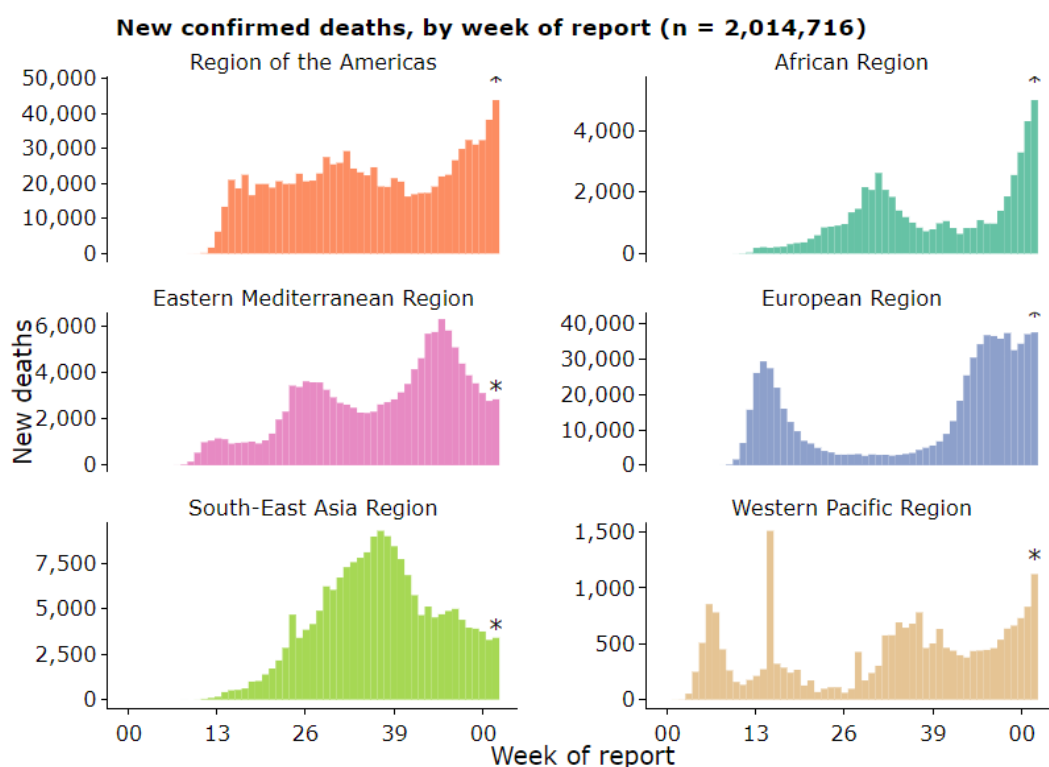 New confirmed deaths, by week of report (n = 2,014,716)
Region of the Americas
50,000
40,000
30,000
20,000
10,000
0
*
African Region
4,000
2,000
0
*
Eastern Mediterranean Region
6,000
4,000
2,000
0
*
European Region
40,000
30,000
20,000
10,000
0
*
New deaths
South-East Asia Region
7,500
5,000
2,500
0
*
Western Pacific Region
1,500
1,000
500
0
*
00 13 26 39 00
00 13 26 39 00
Week of report